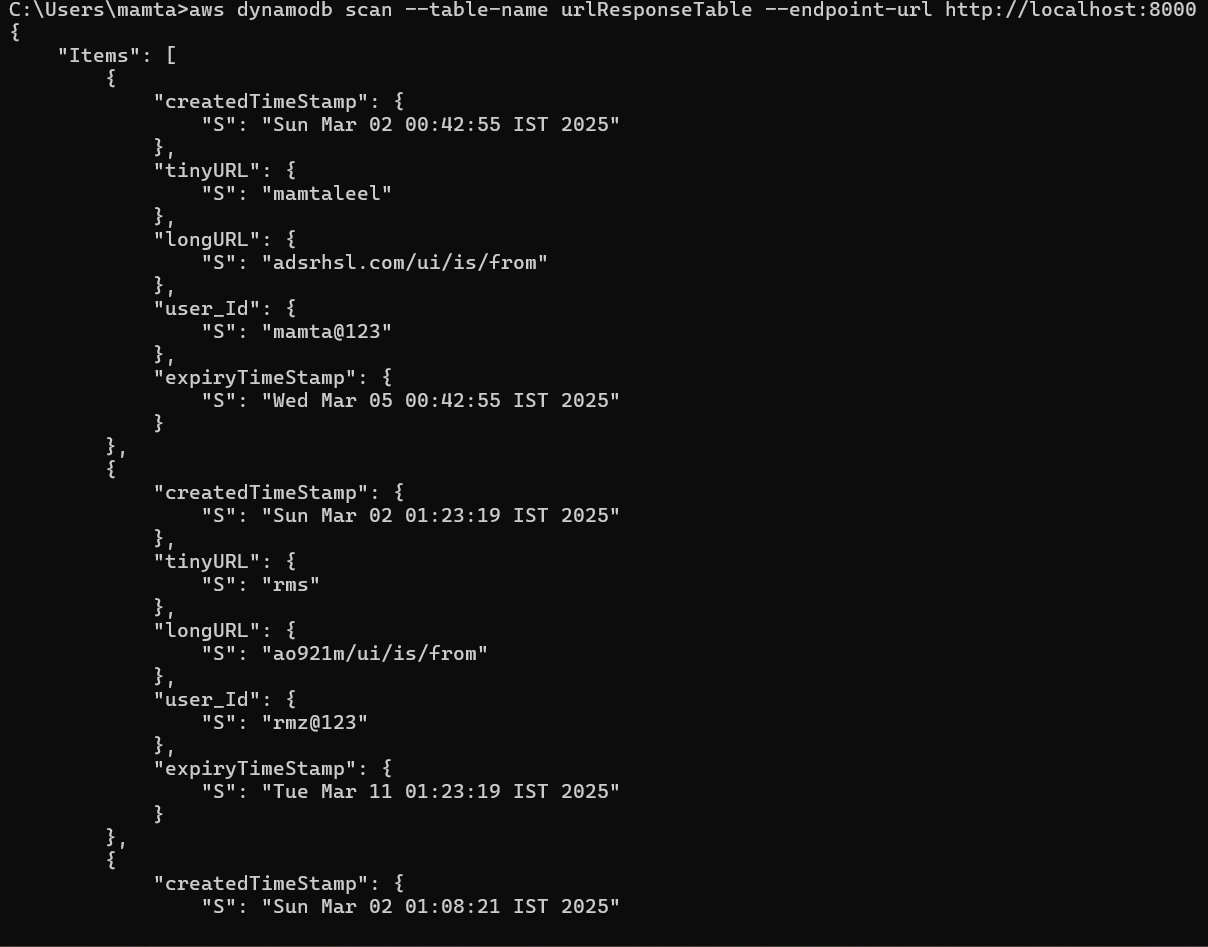 C:\Users\mamta>aws dynamodb scan --table-name urlResponseTable --endpoint-url http://localhost:8000
{
    "Items": [
        {
            "createdTimeStamp": {
                "S": "Sun Mar 02 00:42:55 IST 2025"
            },
            "tinyURL": {
                "S": "mamtaleel"
            },
            "longURL": {
                "S": "adsrhsl.com/ui/is/from"
            },
            "user_Id": {
                "S": "mamta@123"
            },
            "expiryTimeStamp": {
                "S": "Wed Mar 05 00:42:55 IST 2025"
            }
        },
        {
            "createdTimeStamp": {
                "S": "Sun Mar 02 01:23:19 IST 2025"
            },
            "tinyURL": {
                "S": "rms"
            },
            "longURL": {
                "S": "ao921m/ui/is/from"
            },
            "user_Id": {
                "S": "rmz@123"
            },
            "expiryTimeStamp": {
                "S": "Tue Mar 11 01:23:19 IST 2025"
            }
        },
        {
            "createdTimeStamp": {
                "S": "Sun Mar 02 01:08:21 IST 2025"